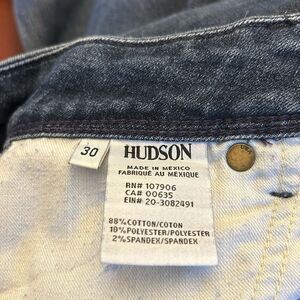 30
HUDSON
MADE IN MEXICO
FABRIQUÉ AU MÉXIQUE
RN# 107906
CA# 00635
EIN# 20-3082491
88% COTTON/COTON
10% POLYESTER/POLYESTER
2% SPANDEX/SPANDEX